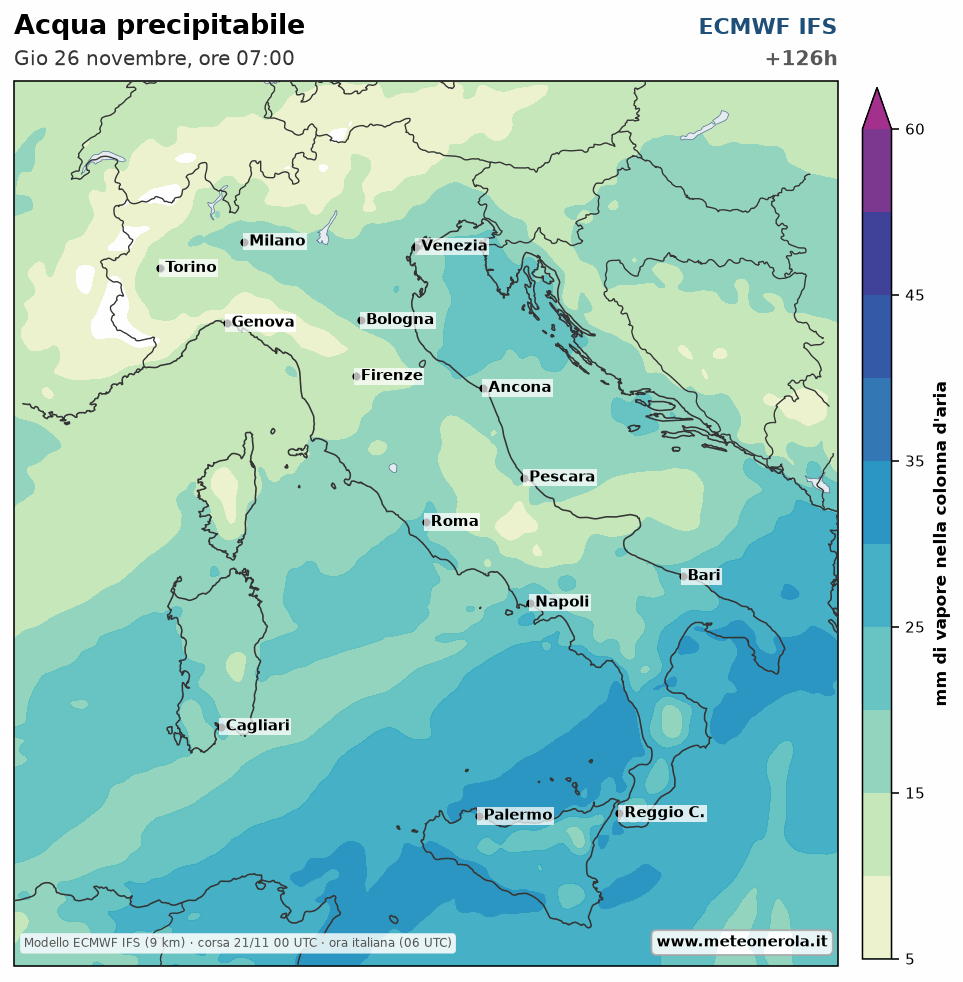 Acqua precipitabile
ECMWF IFS
Gio 26 novembre, ore 07:00
+126h
Milano
Venezia
Torino
Genova
Bologna
Firenze
Ancona
Pescara
Roma
Bari
Napoli
Cagliari
Palermo
Reggio C.
60
45
35
25
15
5
mm di vapore nella colonna d'aria
Modello ECMWF IFS (9 km) · corsa 21/11 00 UTC · ora italiana (06 UTC)
www.meteonerola.it